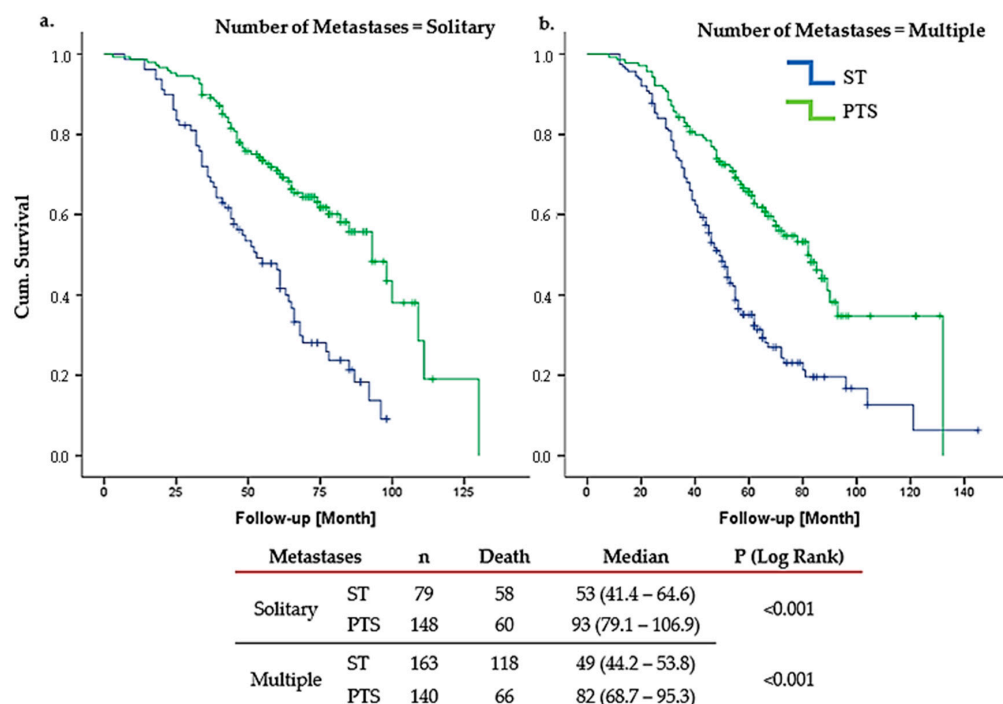 a.
Number of Metastases = Solitary
b.
Number of Metastases = Multiple
ST
PTS
Cum. Survival
1.0
0.8
0.6
0.4
0.2
0.0
0 25 50 75 100 125
Follow-up [Month]
1.0
0.8
0.6
0.4
0.2
0.0
0 20 40 60 80 100 120 140
Follow-up [Month]
Metastases n Death Median P (Log Rank)
Solitary ST 79 58 53 (41.4 – 64.6) <0.001
PTS 148 60 93 (79.1 – 106.9)
Multiple ST 163 118 49 (44.2 – 53.8) <0.001
PTS 140 66 82 (68.7 – 95.3)